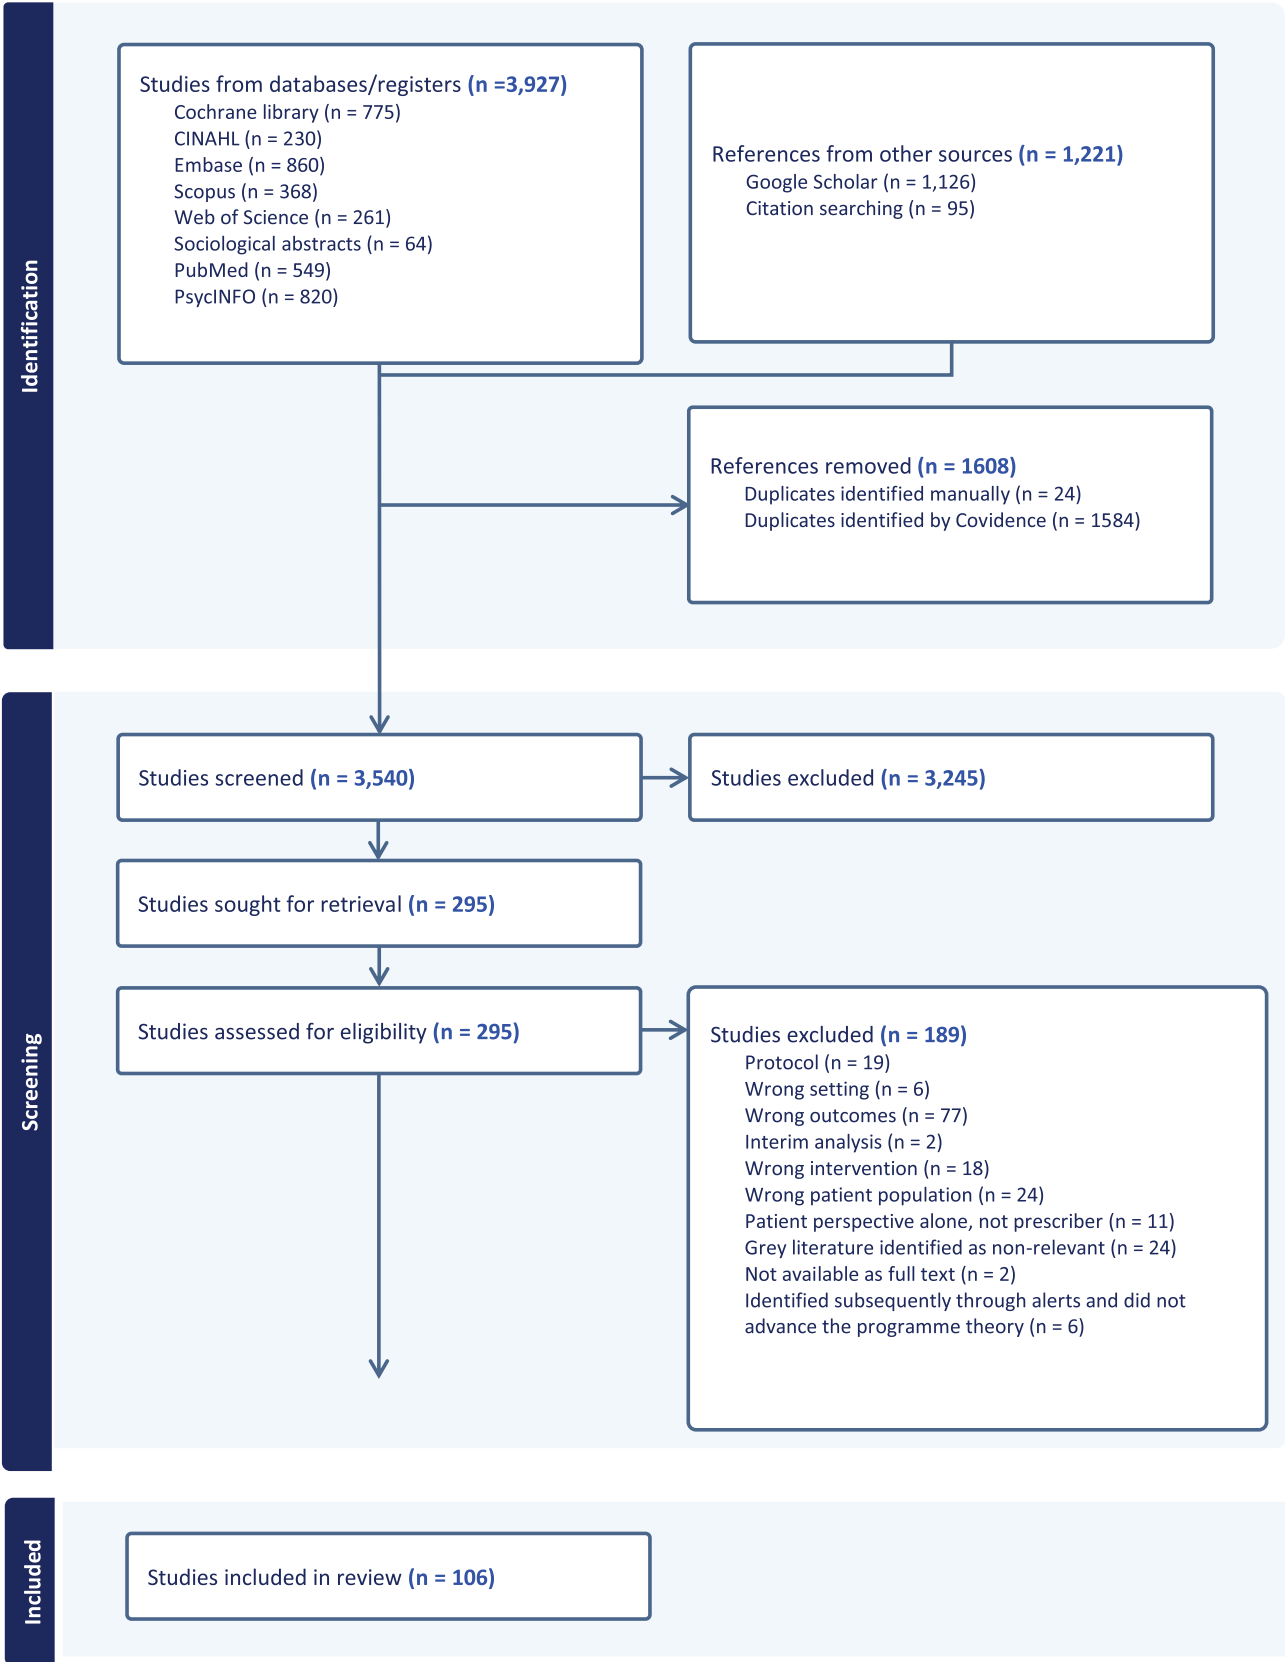 Identification
Studies from databases/registers (n =3,927)
Cochrane library (n = 775)
CINAHL (n = 230)
Embase (n = 860)
Scopus (n = 368)
Web of Science (n = 261)
Sociological abstracts (n = 64)
PubMed (n = 549)
PsycINFO (n = 820)
References from other sources (n = 1,221)
Google Scholar (n = 1,126)
Citation searching (n = 95)
References removed (n = 1608)
Duplicates identified manually (n = 24)
Duplicates identified by Covidence (n = 1584)
Screening
Studies screened (n = 3,540)
Studies excluded (n = 3,245)
Studies sought for retrieval (n = 295)
Studies assessed for eligibility (n = 295)
Studies excluded (n = 189)
Protocol (n = 19)
Wrong setting (n = 6)
Wrong outcomes (n = 77)
Interim analysis (n = 2)
Wrong intervention (n = 18)
Wrong patient population (n = 24)
Patient perspective alone, not prescriber (n = 11)
Grey literature identified as non-relevant (n = 24)
Not available as full text (n = 2)
Identified subsequently through alerts and did not
advance the programme theory (n = 6)
Included
Studies included in review (n = 106)